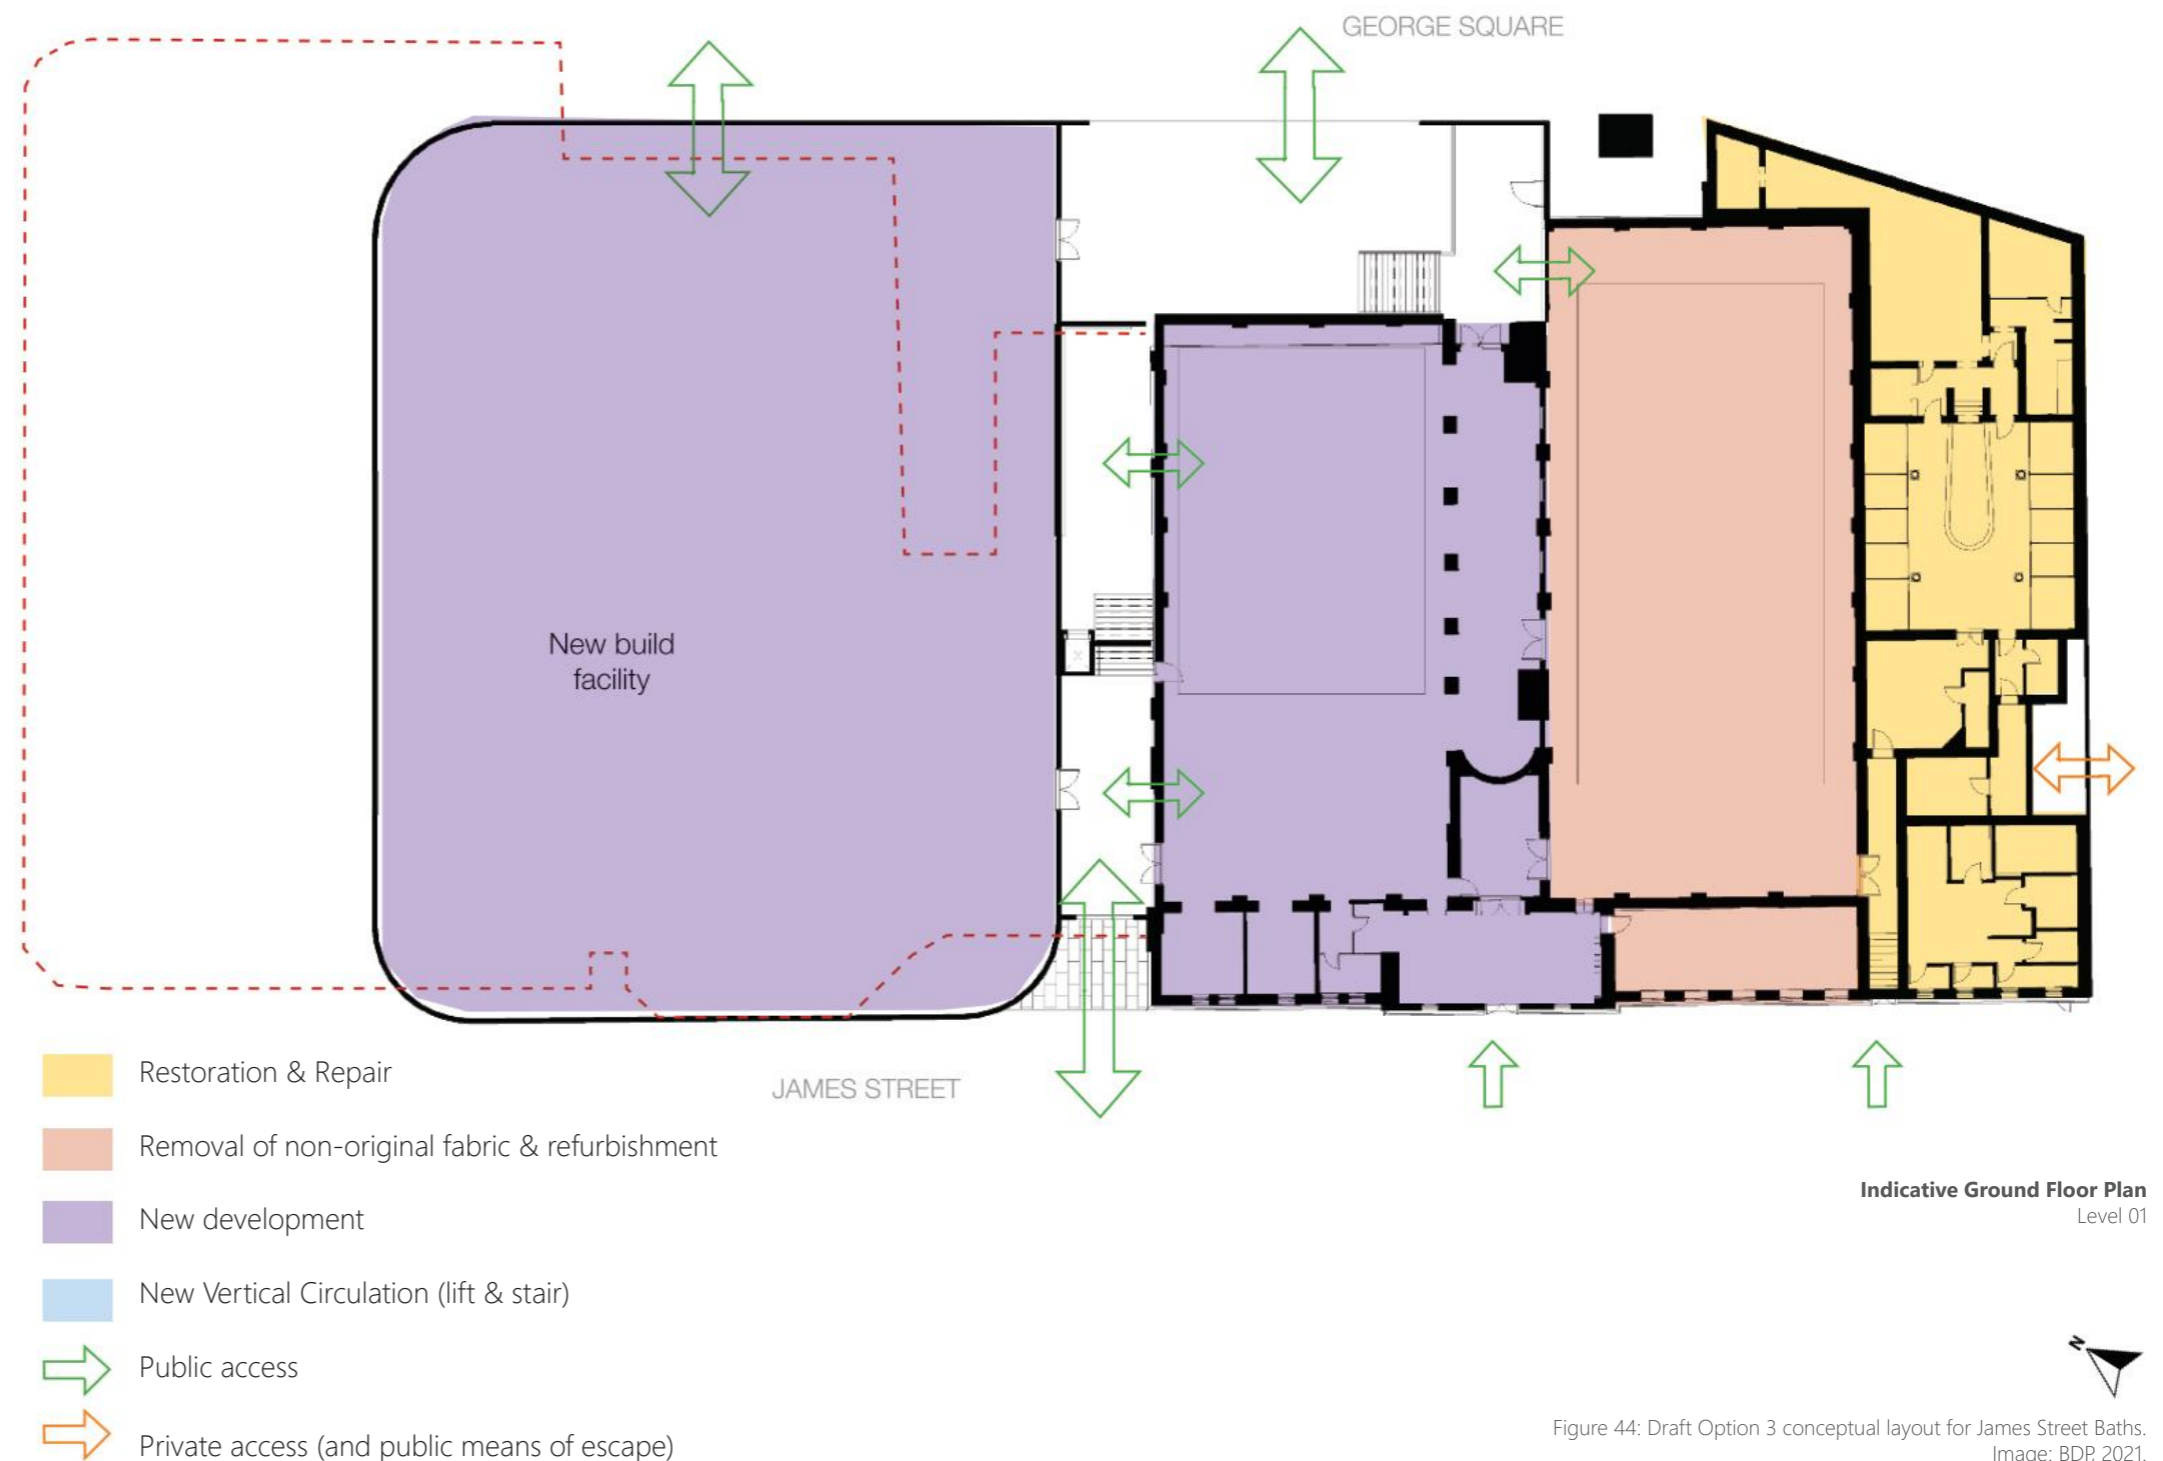 GEORGE SQUARE
New build
facility
JAMES STREET
Restoration & Repair
Removal of non-original fabric & refurbishment
New development
New Vertical Circulation (lift & stair)
Public access
Private access (and public means of escape)
Indicative Ground Floor Plan
Level 01
N
Figure 44: Draft Option 3 conceptual layout for James Street Baths.
Image: BDP, 2021.